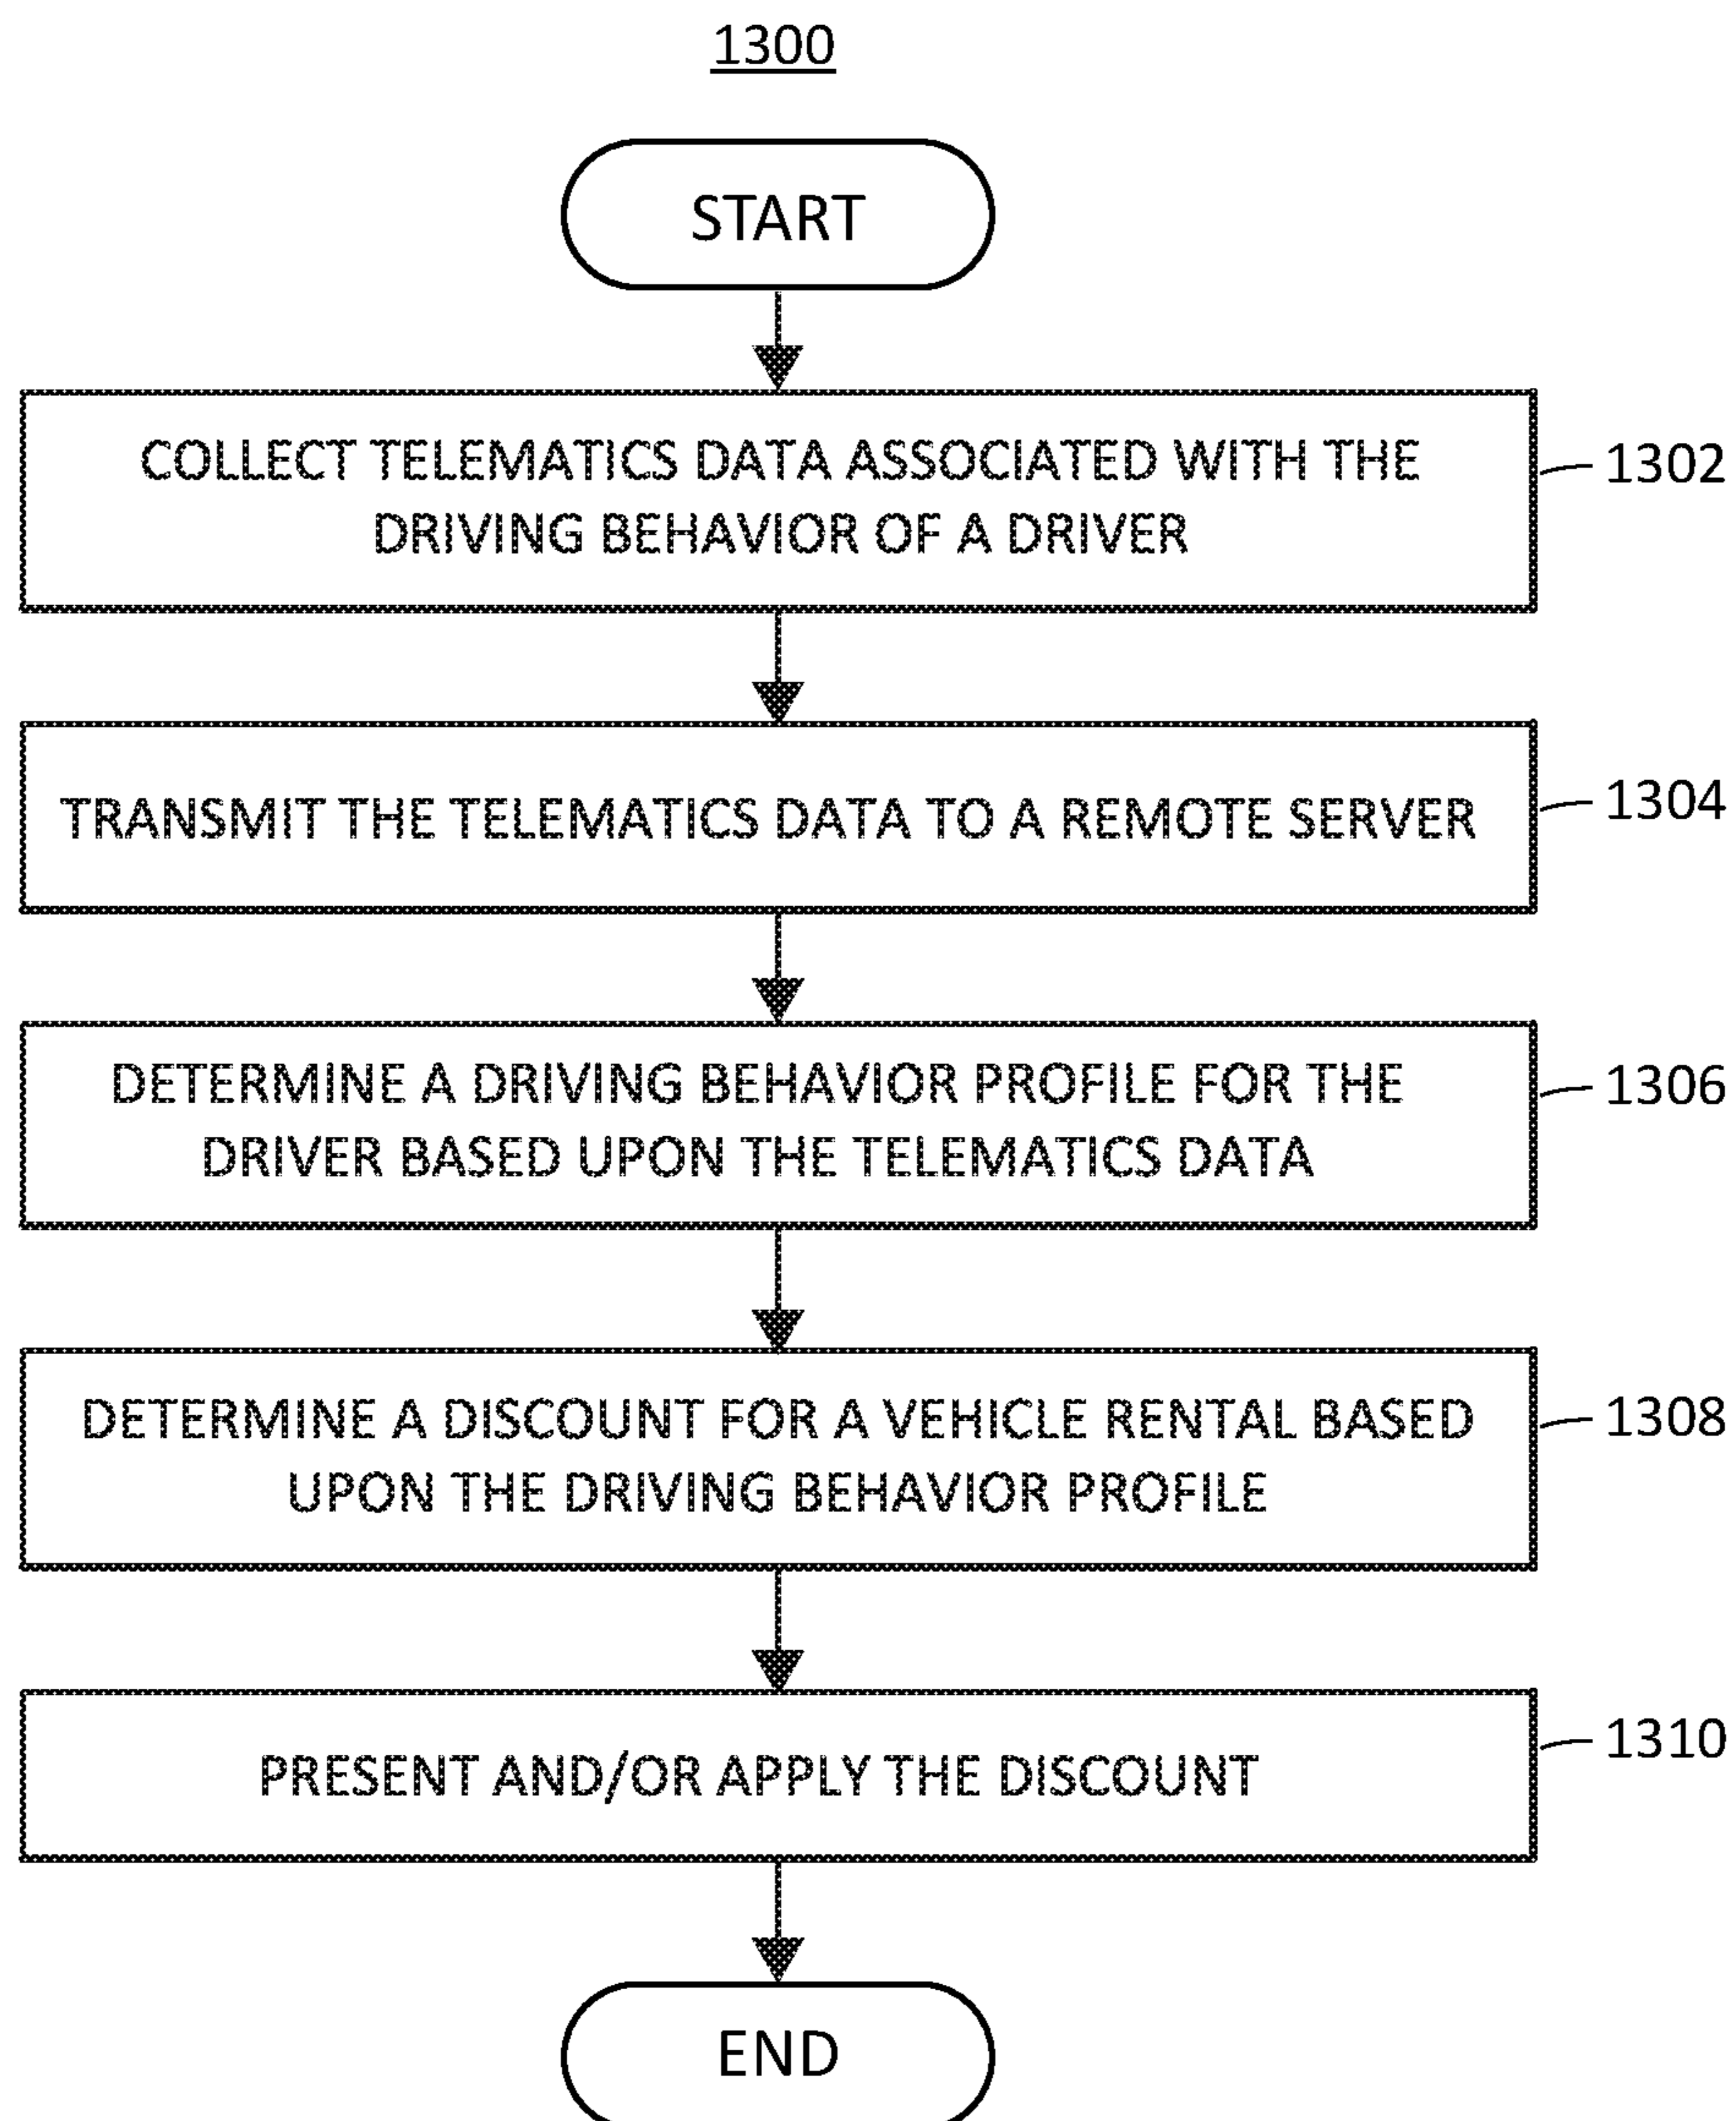 1300
START
COLLECT TELEMATICS DATA ASSOCIATED WITH THE
DRIVING BEHAVIOR OF A DRIVER
1302
TRANSMIT THE TELEMATICS DATA TO A REMOTE SERVER
1304
DETERMINE A DRIVING BEHAVIOR PROFILE FOR THE
DRIVER BASED UPON THE TELEMATICS DATA
1306
DETERMINE A DISCOUNT FOR A VEHICLE RENTAL BASED
UPON THE DRIVING BEHAVIOR PROFILE
1308
PRESENT AND/OR APPLY THE DISCOUNT
1310
END